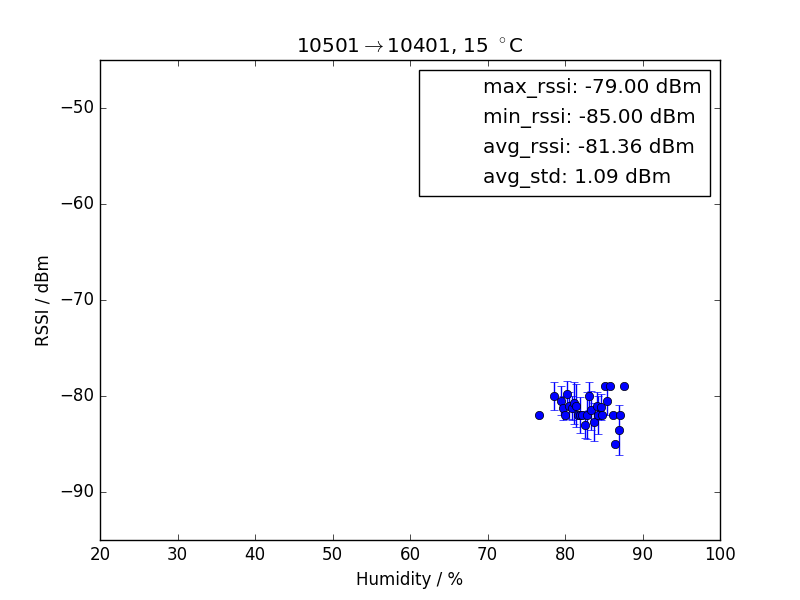 10501→10401, 15 °C
max_rssi: -79.00 dBm
min_rssi: -85.00 dBm
avg_rssi: -81.36 dBm
avg_std: 1.09 dBm
RSSI / dBm
−50
−60
−70
−80
−90
20 30 40 50 60 70 80 90 100
Humidity / %